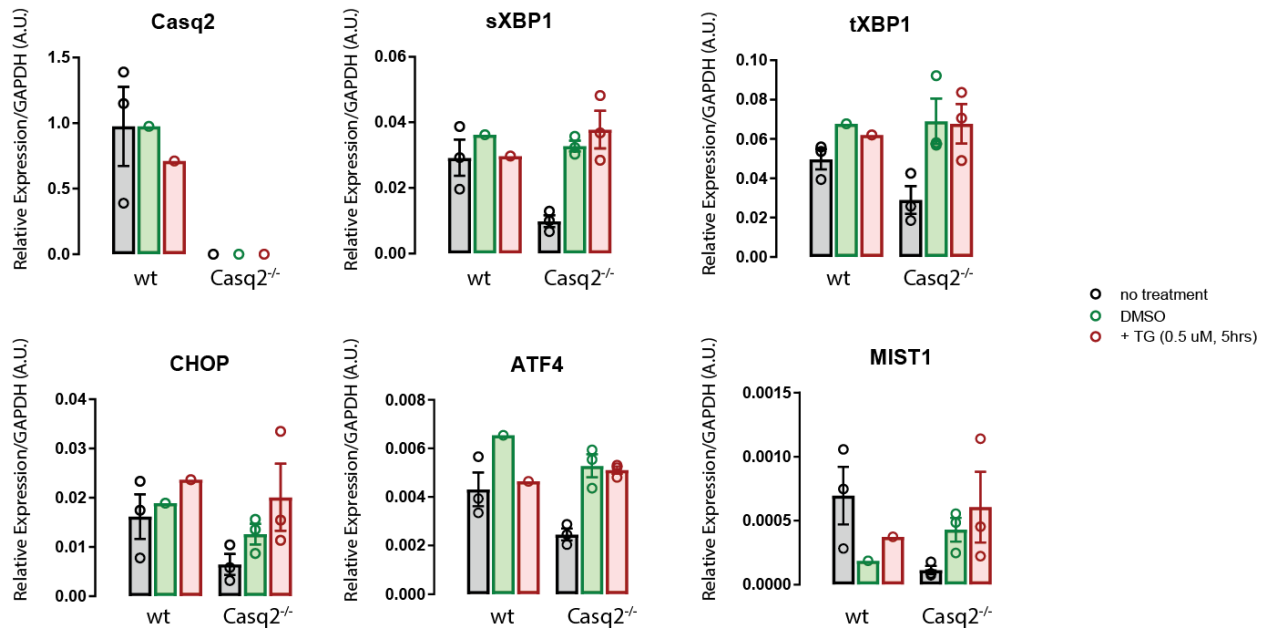 Casq2
Relative Expression/GAPDH (A.U.)
1.5
1.0
0.5
0.0
wt
Casq2-/-
sXBP1
Relative Expression/GAPDH (A.U.)
0.06
0.04
0.02
0.00
wt
Casq2-/-
tXBP1
Relative Expression/GAPDH (A.U.)
0.10
0.08
0.06
0.04
0.02
0.00
wt
Casq2-/-
no treatment
DMSO
+ TG (0.5 uM, 5hrs)
CHOP
Relative Expression/GAPDH (A.U.)
0.04
0.03
0.02
0.01
0.00
wt
Casq2-/-
ATF4
Relative Expression/GAPDH (A.U.)
0.008
0.006
0.004
0.002
0.000
wt
Casq2-/-
MIST1
Relative Expression/GAPDH (A.U.)
0.0015
0.0010
0.0005
0.0000
wt
Casq2-/-